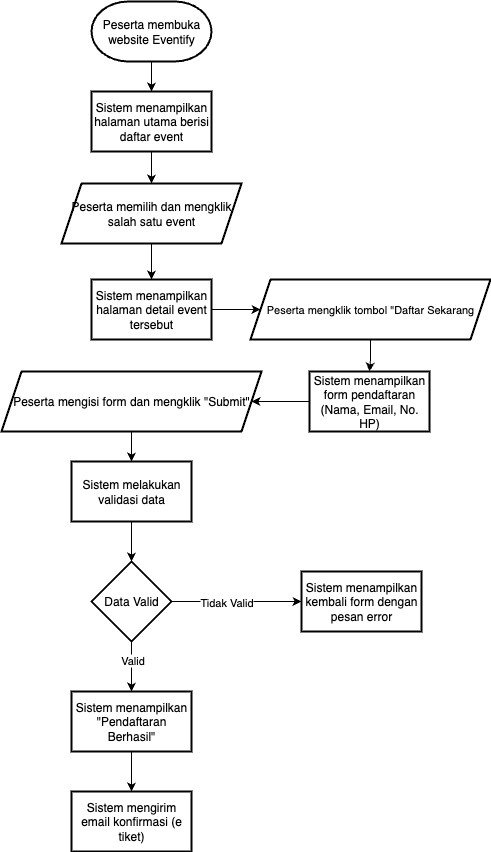 Peserta membuka
website Eventify
Sistem menampilkan
halaman utama berisi
daftar event
Peserta memilih dan mengklik
salah satu event
Sistem menampilkan
halaman detail event
tersebut
Peserta mengklik tombol "Daftar Sekarang
Sistem menampilkan
form pendaftaran
(Nama, Email, No.
HP)
Peserta mengisi form dan mengklik "Submit"
Sistem melakukan
validasi data
Data Valid
Tidak Valid
Sistem menampilkan
kembali form dengan
pesan error
Valid
Sistem menampilkan
"Pendaftaran
Berhasil"
Sistem mengirim
email konfirmasi (e
tiket)